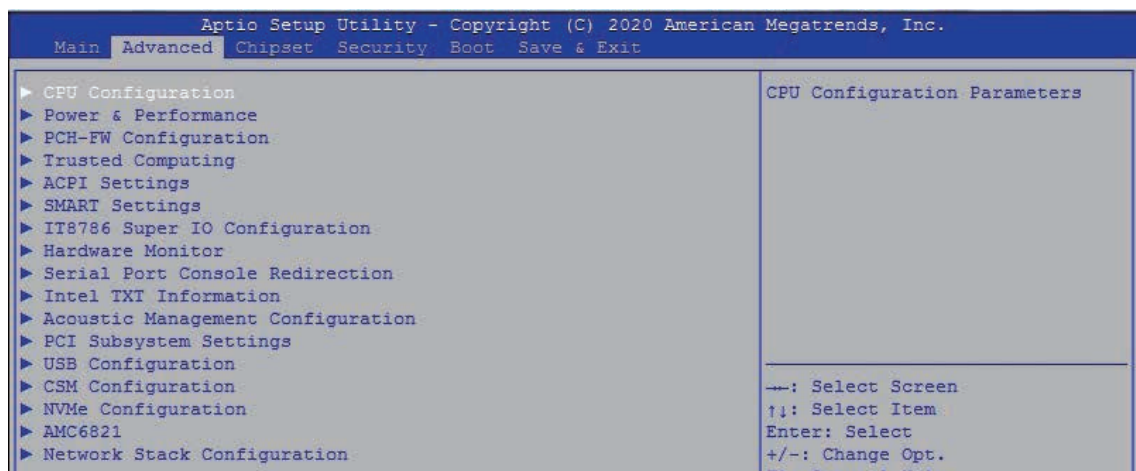 Aptio Setup Utility - Copyright (C) 2020 American Megatrends, Inc.
Main Advanced Chipset Security Boot Save & Exit
▶ CPU Configuration
▶ Power & Performance
▶ PCH-FW Configuration
▶ Trusted Computing
▶ ACPI Settings
▶ SMART Settings
▶ IT8786 Super IO Configuration
▶ Hardware Monitor
▶ Serial Port Console Redirection
▶ Intel TXT Information
▶ Acoustic Management Configuration
▶ PCI Subsystem Settings
▶ USB Configuration
▶ CSM Configuration
▶ NVMe Configuration
▶ AMC6821
▶ Network Stack Configuration
CPU Configuration Parameters
→←: Select Screen
↑↓: Select Item
Enter: Select
+/-: Change Opt.